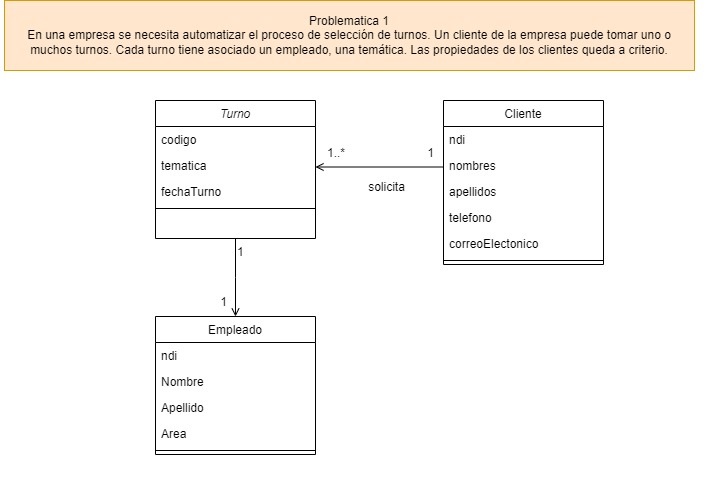 Problematica 1
En una empresa se necesita automatizar el proceso de selección de turnos. Un cliente de la empresa puede tomar uno o
muchos turnos. Cada turno tiene asociado un empleado, una temática. Las propiedades de los clientes queda a criterio.
Turno
codigo
tematica
fechaTurno
1..*
1
solicita
Cliente
ndi
nombres
apellidos
telefono
correoElectonico
1
1
Empleado
ndi
Nombre
Apellido
Area